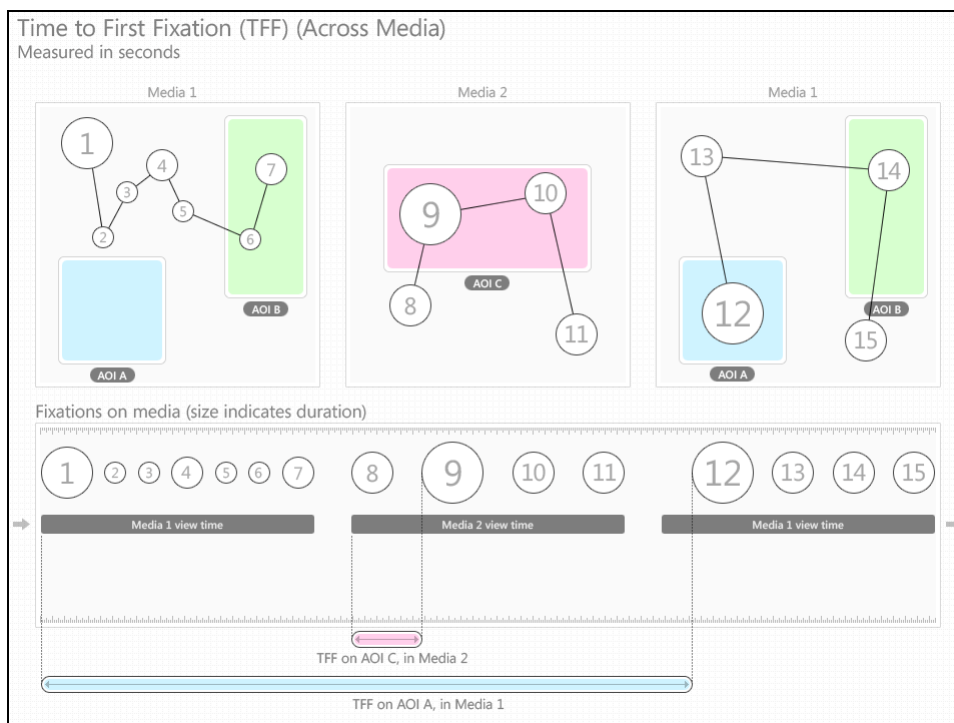 Time to First Fixation (TFF) (Across Media)
Measured in seconds
Media 1
Media 2
Media 1
1
2
3
4
5
6
7
AOI B
AOI A
8
9
10
11
AOI C
12
13
14
15
AOI B
AOI A
Fixations on media (size indicates duration)
1 2 3 4 5 6 7 8 9 10 11 12 13 14 15
Media 1 view time
Media 2 view time
Media 1 view time
TFF on AOI C, in Media 2
TFF on AOI A, in Media 1